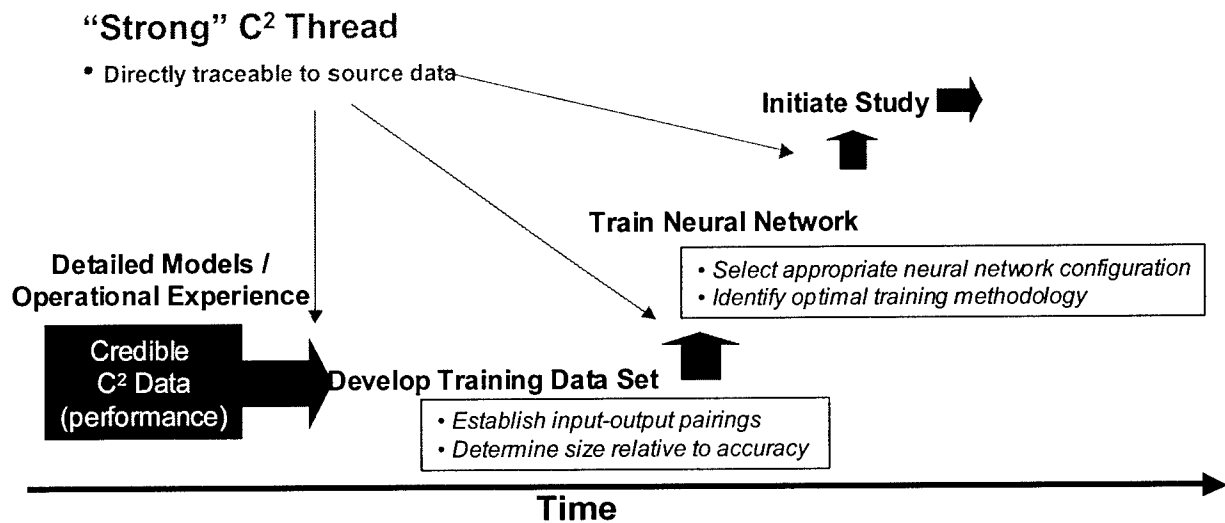 “Strong” C² Thread
• Directly traceable to source data
Initiate Study
Train Neural Network
• Select appropriate neural network configuration
• Identify optimal training methodology
Detailed Models /
Operational Experience
Credible
C² Data
(performance)
Develop Training Data Set
• Establish input-output pairings
• Determine size relative to accuracy
Time